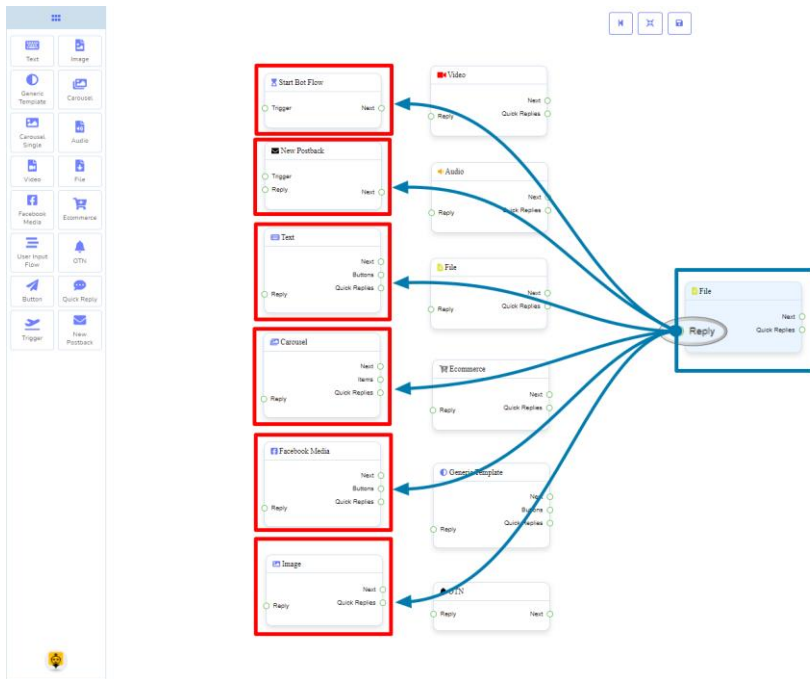 Text
Image
Generic
Template
Carousel
Carousel
Single
Audio
Video
File
Facebook
Media
Ecommerce
User Input
Flow
OTN
Button
Quick Reply
Trigger
New
Postback
Start Bot Flow
Trigger
Next
New Postback
Trigger
Reply
Next
Text
Next
Buttons
Quick Replies
Reply
Carousel
Next
Items
Quick Replies
Reply
Facebook Media
Next
Buttons
Quick Replies
Reply
Image
Next
Quick Replies
Reply
Video
Next
Quick Replies
Reply
Audio
Next
Quick Replies
Reply
File
Next
Quick Replies
Reply
Ecommerce
Next
Quick Replies
Reply
Generic Template
Next
Buttons
Quick Replies
Reply
OTN
Reply
Next
File
Next
Reply
Quick Replies